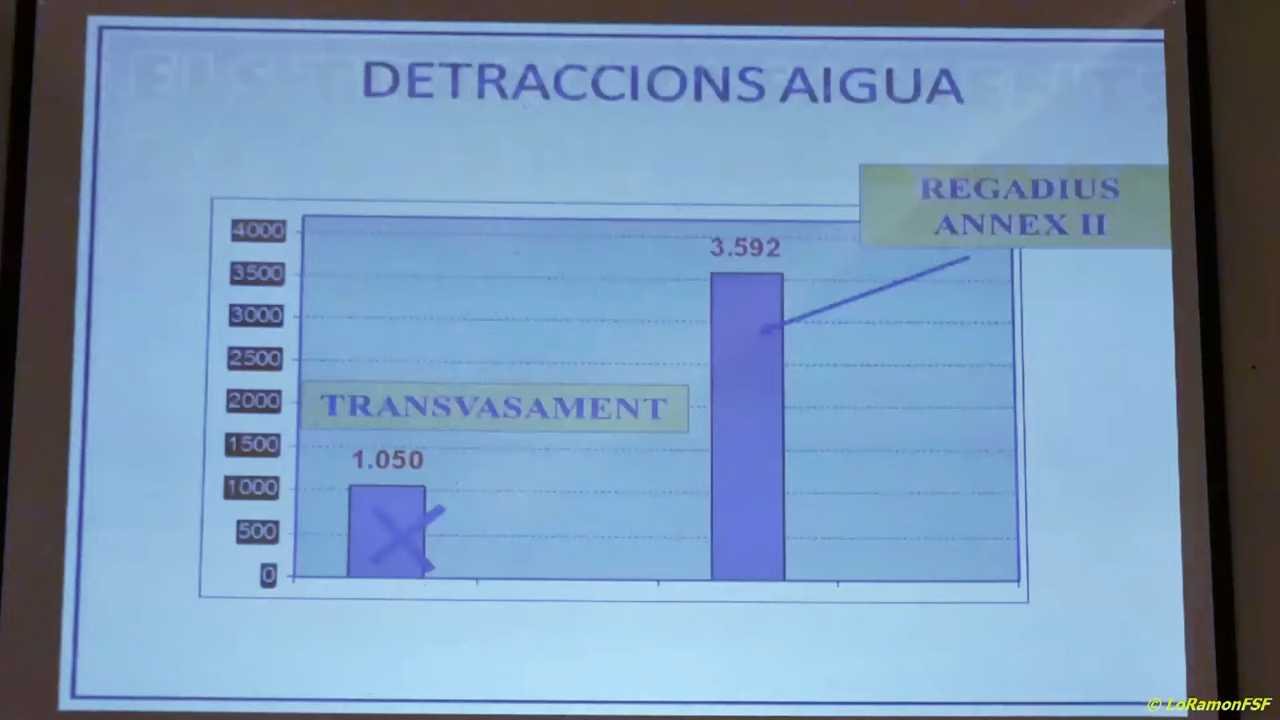 DETRACCIONS AIGUA
REGADIUS
ANNEX II
4000
3500
3000
2500
2000
1500
1000
500
0
3.592
TRANSVASAMENT
1.050
© LoRamonFSF